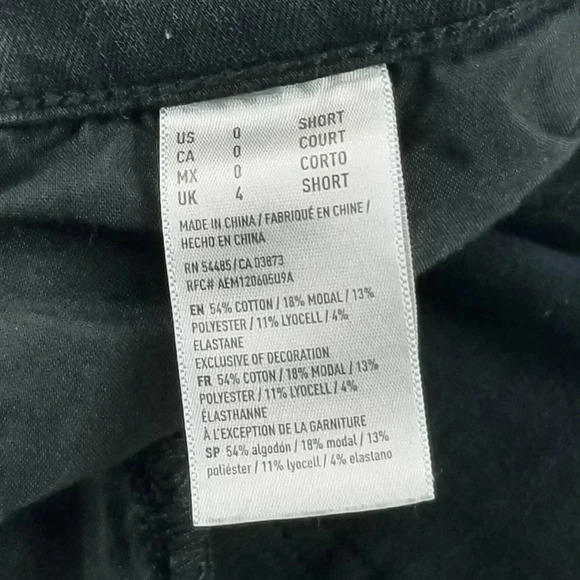 US 0 SHORT
CA 0 COURT
MX 0 CORTO
UK 4 SHORT
MADE IN CHINA / FABRIQUÉ EN CHINE /
HECHO EN CHINA
RN 54485 / CA 03873
RFC# AEM120605U9A
EN 54% COTTON / 18% MODAL / 13%
POLYESTER / 11% LYOCELL / 4%
ELASTANE
EXCLUSIVE OF DECORATION
FR 54% COTON / 18% MODAL / 13%
POLYESTER / 11% LYOCELL / 4%
ÉLASTHANNE
À L'EXCEPTION DE LA GARNITURE
SP 54% algodón / 18% modal / 13%
poliéster / 11% lyocell / 4% elastano